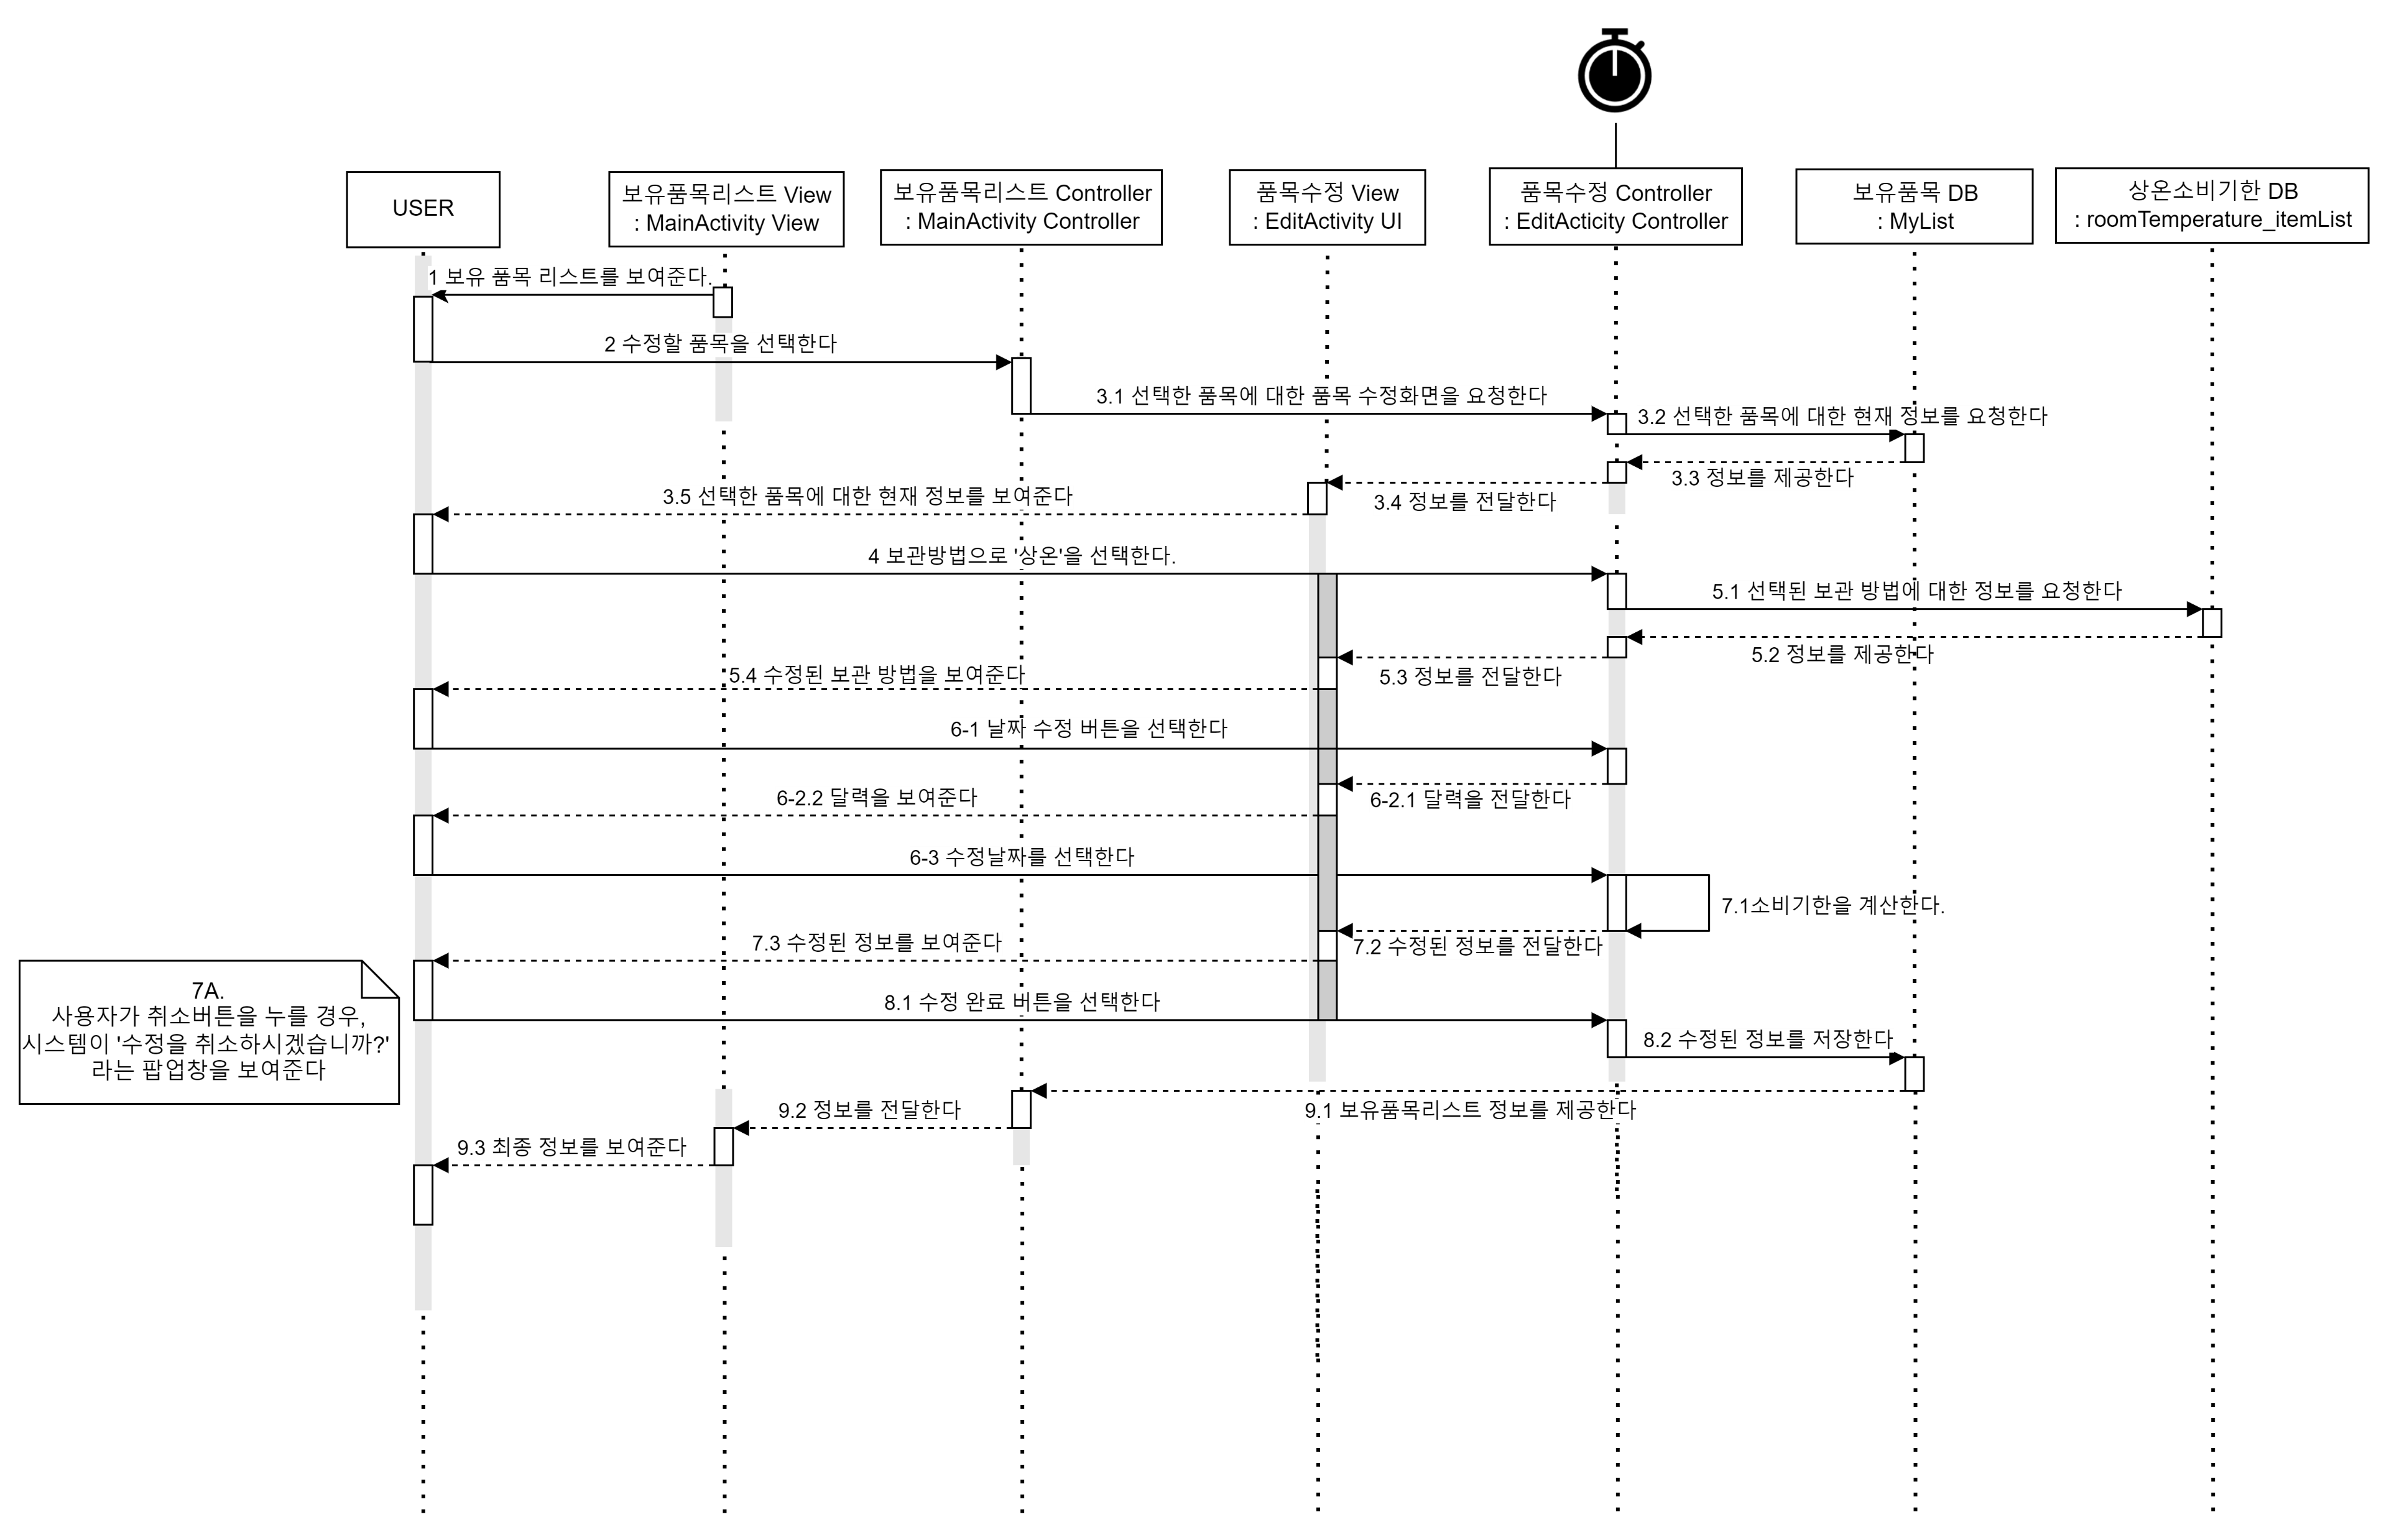 USER
보유품목리스트 View
: MainActivity View
보유품목리스트 Controller
: MainActivity Controller
품목수정 View
: EditActivity UI
품목수정 Controller
: EditActicity Controller
보유품목 DB
: MyList
상온소비기한 DB
: roomTemperature_itemList
1 보유 품목 리스트를 보여준다.
2 수정할 품목을 선택한다
3.1 선택한 품목에 대한 품목 수정화면을 요청한다
3.2 선택한 품목에 대한 현재 정보를 요청한다
3.3 정보를 제공한다
3.4 정보를 전달한다
3.5 선택한 품목에 대한 현재 정보를 보여준다
4 보관방법으로 '상온'을 선택한다.
5.1 선택된 보관 방법에 대한 정보를 요청한다
5.2 정보를 제공한다
5.3 정보를 전달한다
5.4 수정된 보관 방법을 보여준다
6-1 날짜 수정 버튼을 선택한다
6-2.1 달력을 전달한다
6-2.2 달력을 보여준다
6-3 수정날짜를 선택한다
7.1소비기한을 계산한다.
7.2 수정된 정보를 전달한다
7.3 수정된 정보를 보여준다
7A.
사용자가 취소버튼을 누를 경우,
시스템이 '수정을 취소하시겠습니까?'
라는 팝업창을 보여준다
8.1 수정 완료 버튼을 선택한다
8.2 수정된 정보를 저장한다
9.1 보유품목리스트 정보를 제공한다
9.2 정보를 전달한다
9.3 최종 정보를 보여준다